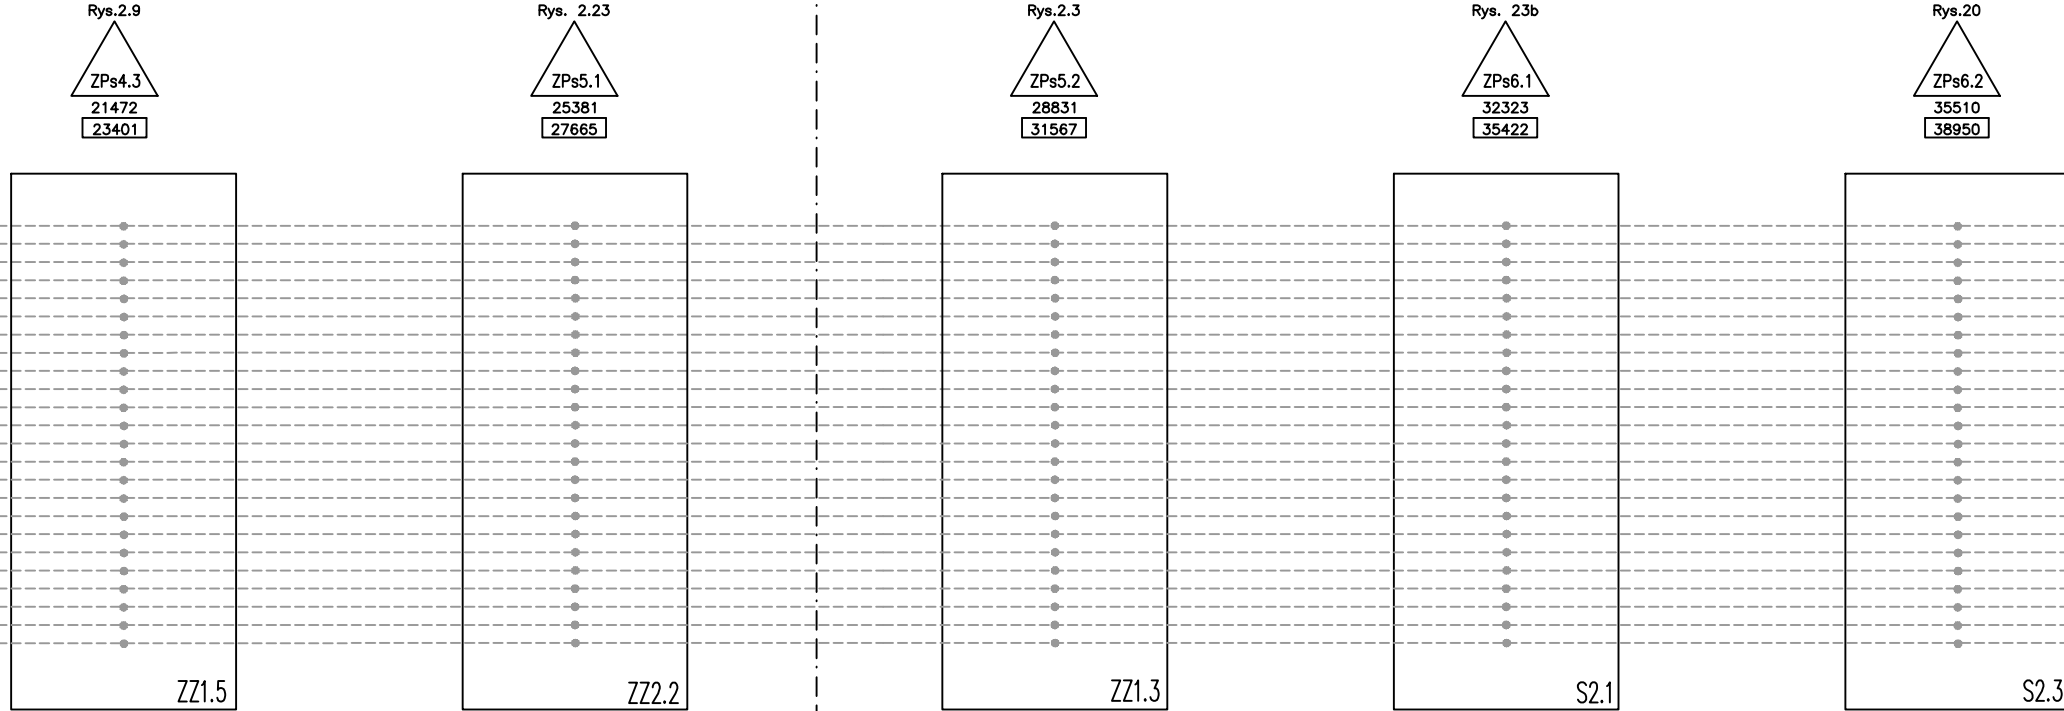 Rys.2.9
ZPs4.3
21472
23401
ZZ1.5
Rys. 2.23
ZPs5.1
25381
27665
ZZ2.2
Rys.2.3
ZPs5.2
28831
31567
ZZ1.3
Rys. 23b
ZPs6.1
32323
35422
S2.1
Rys.20
ZPs6.2
35510
38950
S2.3